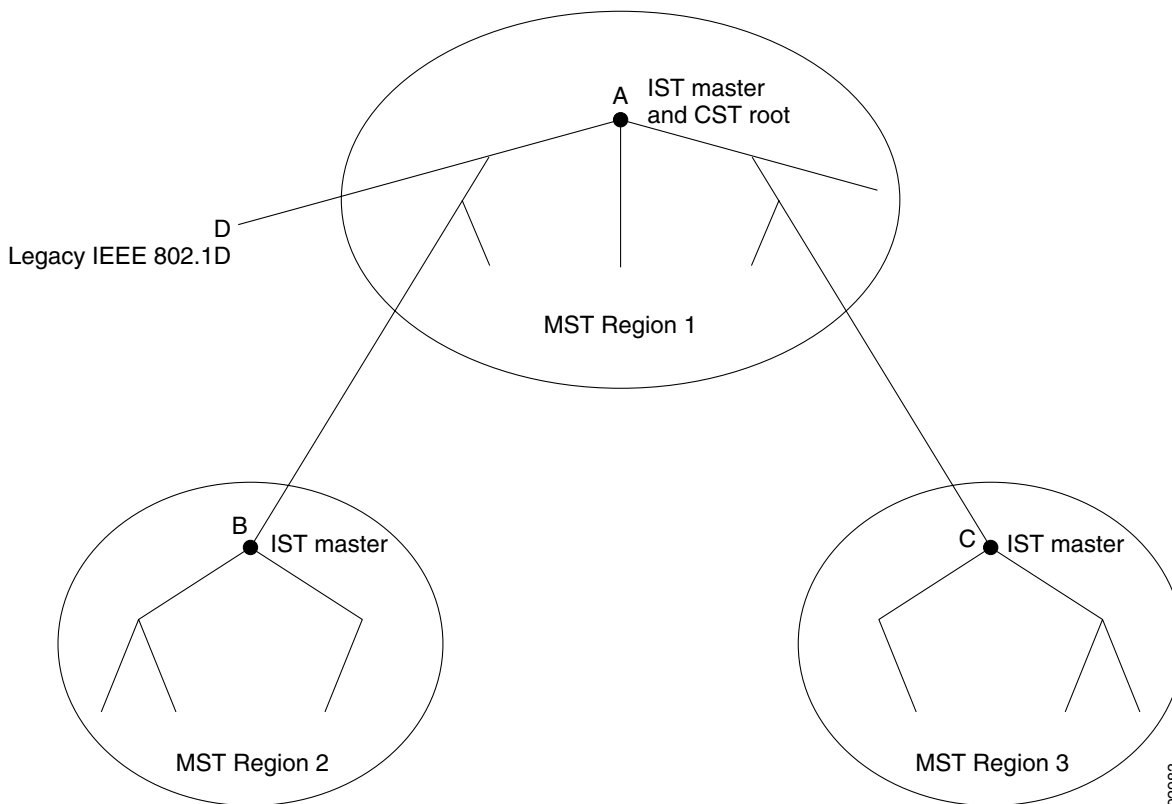 A
IST master
and CST root
D
Legacy IEEE 802.1D
MST Region 1
B
IST master
C
IST master
MST Region 2
MST Region 3